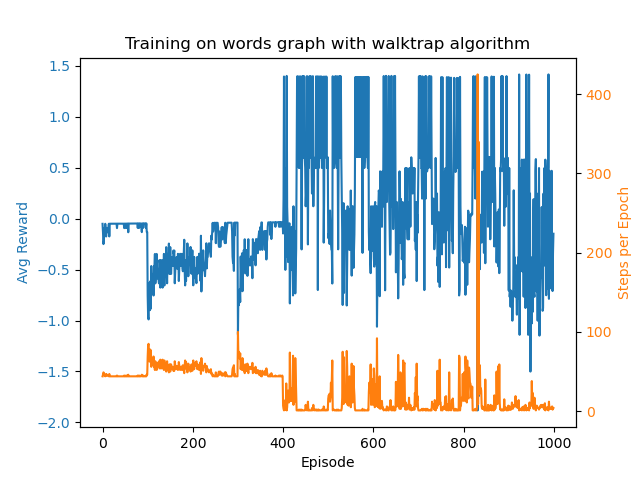 Training on words graph with walktrap algorithm
1.5
1.0
0.5
0.0
−0.5
−1.0
−1.5
−2.0
Avg Reward
400
300
200
100
0
Steps per Epoch
0 200 400 600 800 1000
Episode